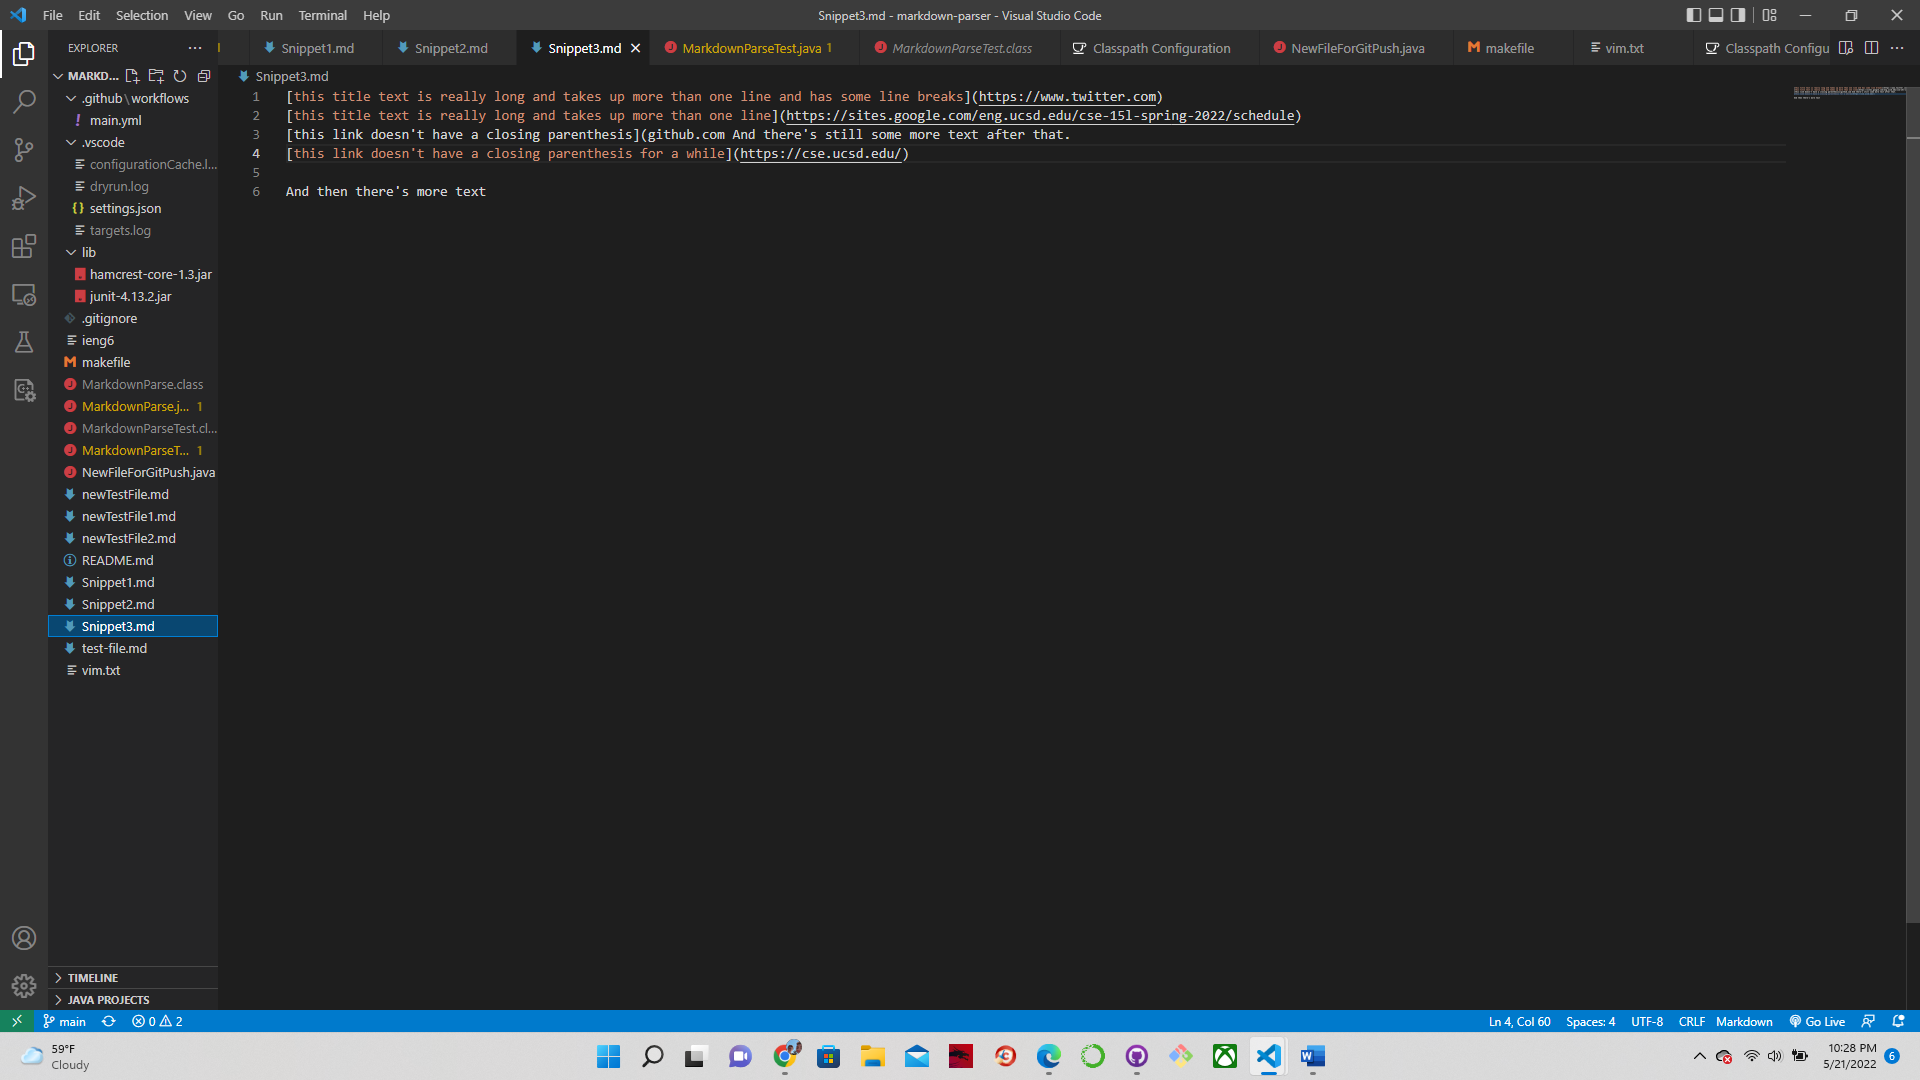 File Edit Selection View Go Run Terminal Help
Snippet3.md - markdown-parser - Visual Studio Code
EXPLORER
Snippet1.md
Snippet2.md
Snippet3.md
MarkdownParseTest.java 1
MarkdownParseTest.class
Classpath Configuration
NewFileForGitPush.java
makefile
vim.txt
Classpath Configu
MARKD...
.github\workflows
main.yml
.vscode
configurationCache.l...
dryrun.log
settings.json
targets.log
lib
hamcrest-core-1.3.jar
junit-4.13.2.jar
.gitignore
ieng6
makefile
MarkdownParse.class
MarkdownParse.j... 1
MarkdownParseTest.cl...
MarkdownParseT... 1
NewFileForGitPush.java
newTestFile.md
newTestFile1.md
newTestFile2.md
README.md
Snippet1.md
Snippet2.md
Snippet3.md
test-file.md
vim.txt
TIMELINE
JAVA PROJECTS
Snippet3.md
1 [this title text is really long and takes up more than one line and has some line breaks](https://www.twitter.com)
2 [this title text is really long and takes up more than one line](https://sites.google.com/eng.ucsd.edu/cse-15l-spring-2022/schedule)
3 [this link doesn't have a closing parenthesis](github.com And there's still some more text after that.
4 [this link doesn't have a closing parenthesis for a while](https://cse.ucsd.edu/)
5
6 And then there's more text
main 0 2
Ln 4, Col 60 Spaces: 4 UTF-8 CRLF Markdown Go Live
59°F
Cloudy
10:28 PM
5/21/2022
6